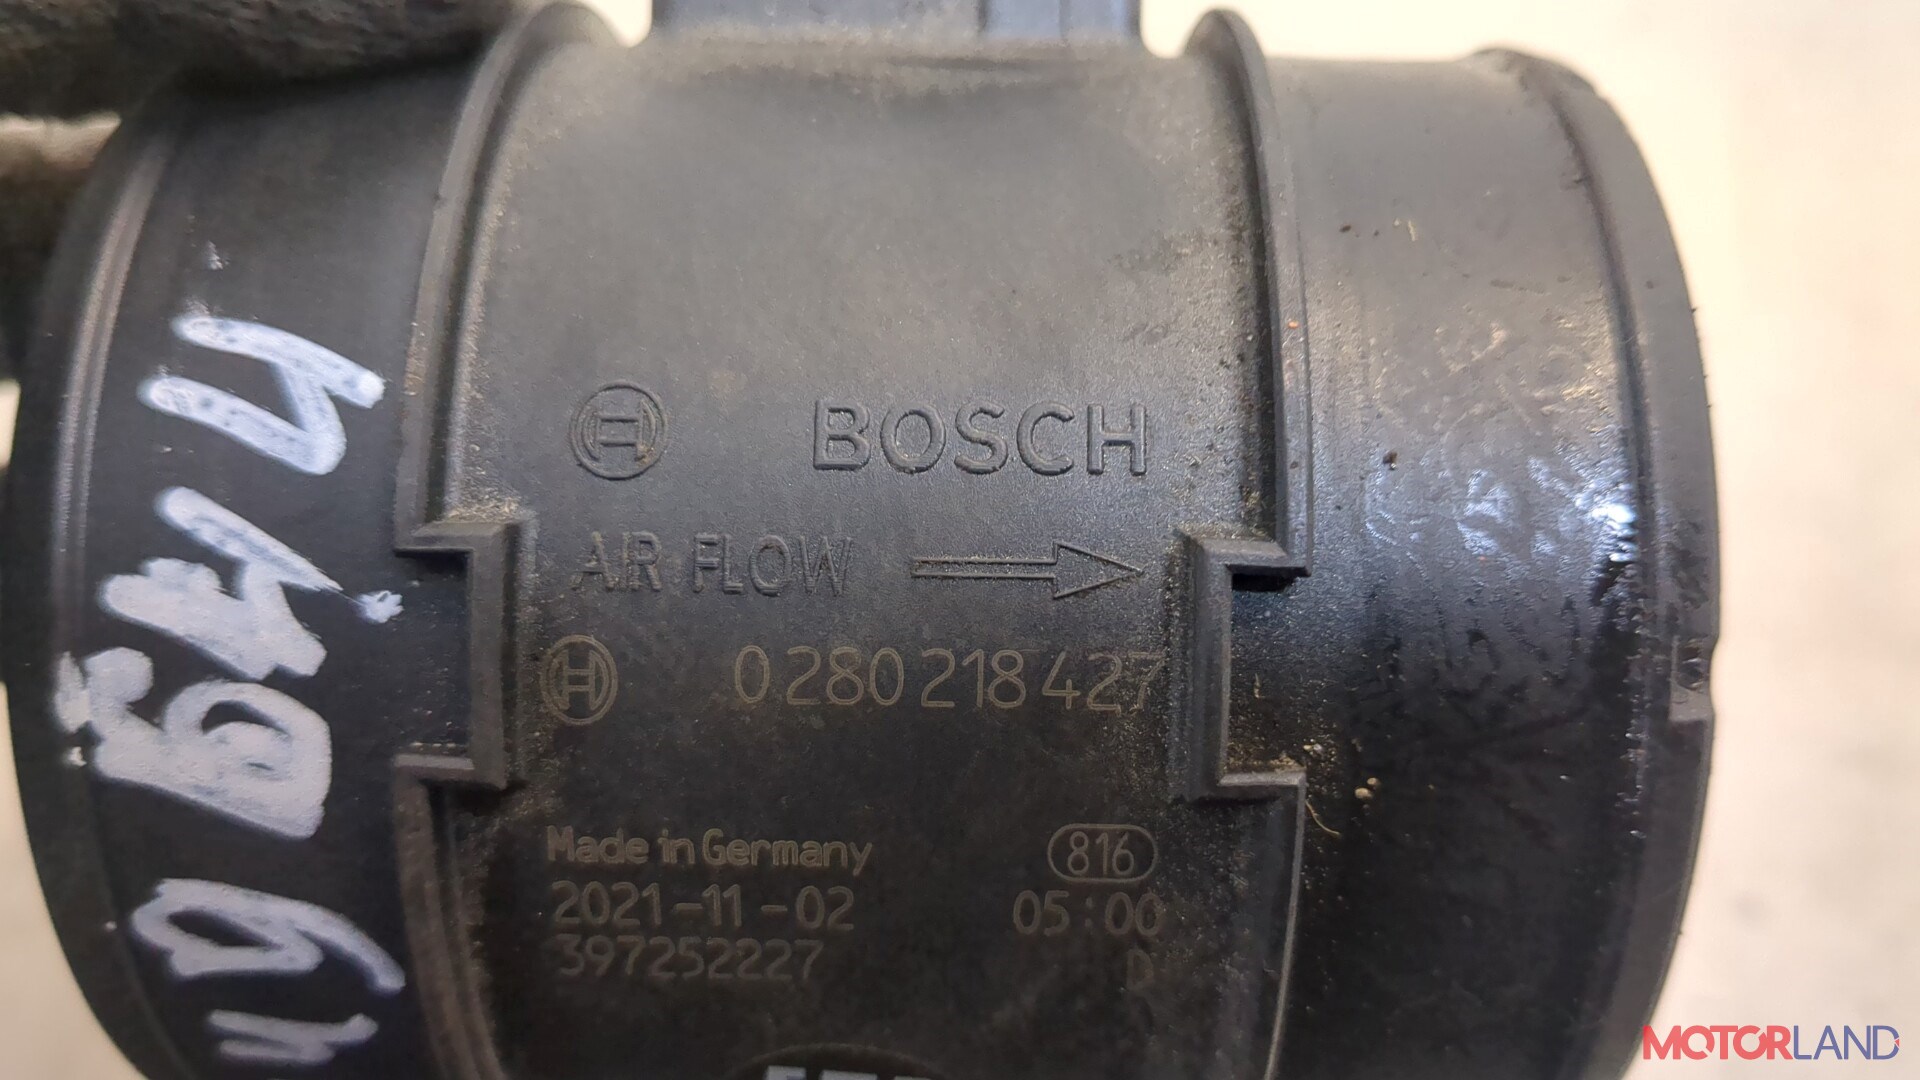 BOSCH
AIR FLOW
0 280 218 427
Made in Germany 816
2021-11-02 05:00
397252227 D
MOTORLAND